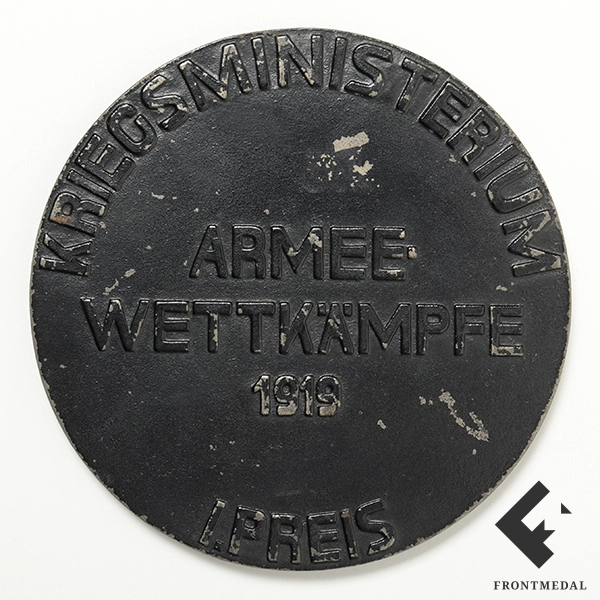 KRIEGSMINISTERIUM
ARMEE-
WETTKÄMPFE
1919
I. PREIS
FRONTMEDAL